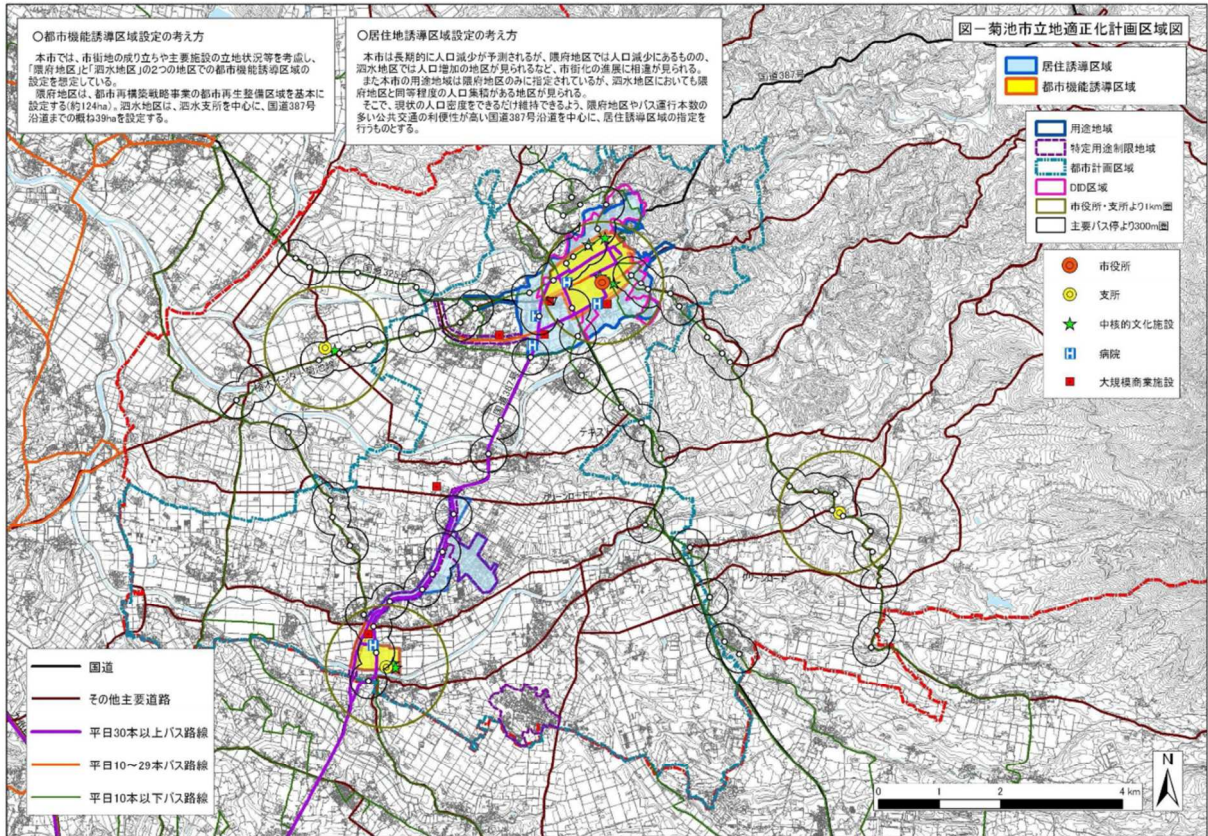 ○都市機能誘導区域設定の考え方
本市では、市街地の成り立ちや主要施設の立地状況等を考慮し、
「隈府地区」と「泗水地区」の2つの地区での都市機能誘導区域の
設定を想定している。
隈府地区は、都市再構築戦略事業の都市再生整備区域を基本に
設定する(約124ha)。泗水地区は、泗水支所を中心に、国道387号
沿道までの概ね39haを設定する。
○居住地誘導区域設定の考え方
本市は長期的に人口減少が予測されるが、隈府地区では人口減少にあるものの、
泗水地区では人口増加の地区が見られるなど、市街化の進展に相違が見られる。
また本市の用途地域は隈府地区のみに指定されているが、泗水地区においても隈
府地区と同等程度の人口集積がある地区が見られる。
そこで、現状の人口密度をできるだけ維持できるよう、隈府地区やバス運行本数の
多い公共交通の利便性が高い国道387号沿道を中心に、居住誘導区域の指定を
行うものとする。
図－菊池市立地適正化計画区域図
居住誘導区域
都市機能誘導区域
用途地域
特定用途制限地域
都市計画区域
DID区域
市役所・支所より1km圏
主要バス停より300m圏
市役所
支所
中核的文化施設
病院
大規模商業施設
国道387号
国道325号
テキスト
グリーンロード
グリーンロード
国道
その他主要道路
平日30本以上バス路線
平日10～29本バス路線
平日10本以下バス路線
N
0 1 2 4 km